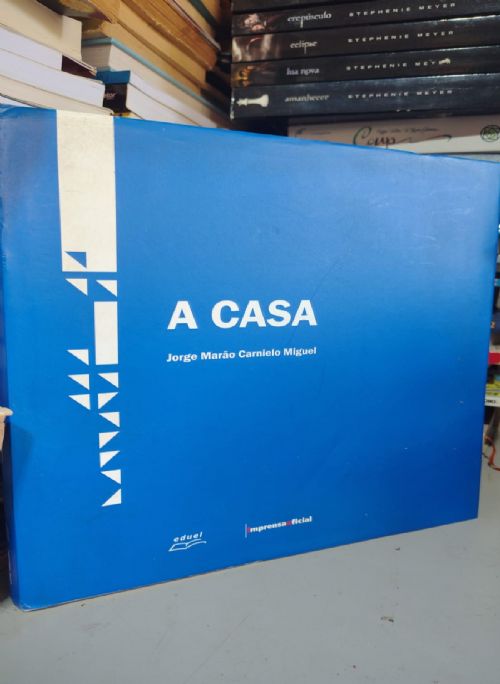 crepúsculo STEPHENIE MEYER
eclipse STEPHENIE MEYER
lua nova STEPHENIE MEYER
amanhecer STEPHENIE MEYER
A CASA
Jorge Marão Carnielo Miguel
eduel
imprensaoficial